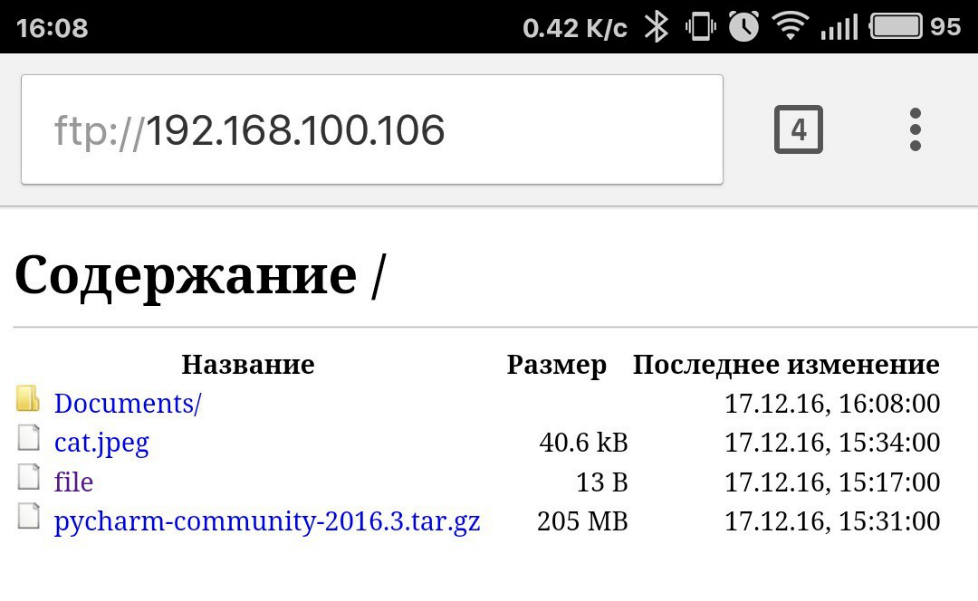 16:08 0.42 K/c 95
ftp://192.168.100.106 4
Содержание /
Название Размер Последнее изменение
Documents/ 17.12.16, 16:08:00
cat.jpeg 40.6 kB 17.12.16, 15:34:00
file 13 B 17.12.16, 15:17:00
pycharm-community-2016.3.tar.gz 205 MB 17.12.16, 15:31:00